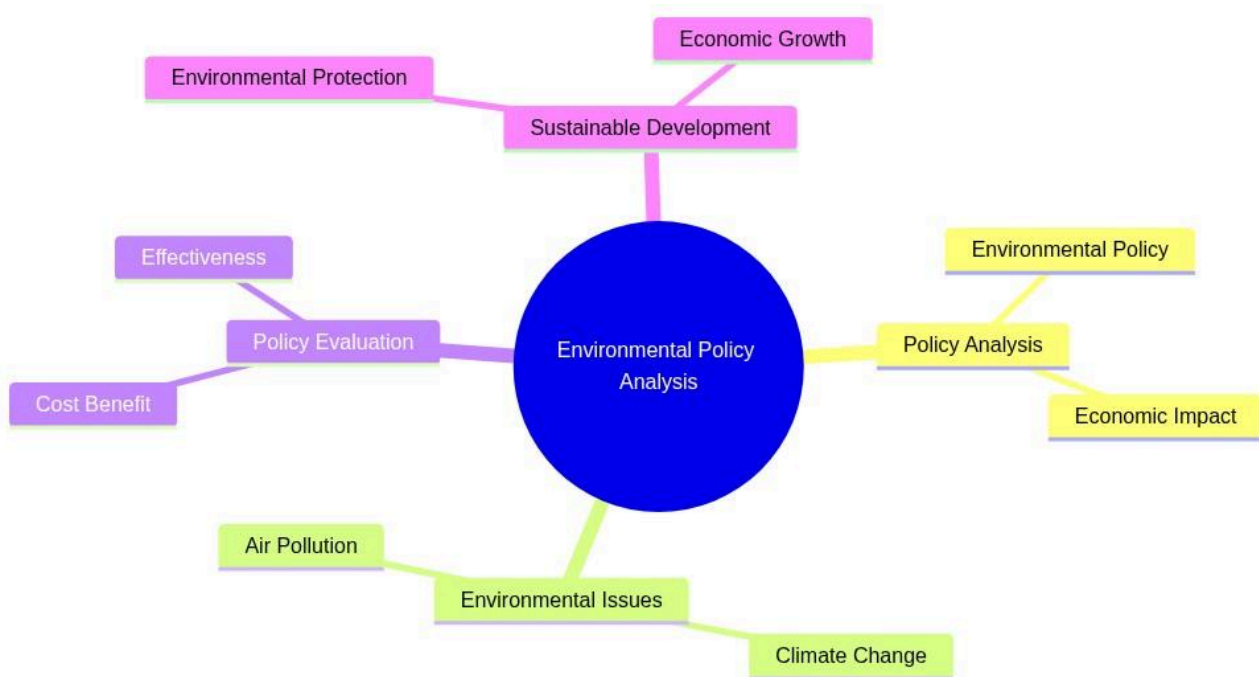 Economic Growth
Environmental Protection
Sustainable Development
Effectiveness
Environmental Policy
Policy Evaluation
Environmental Policy
Analysis
Policy Analysis
Cost Benefit
Economic Impact
Air Pollution
Environmental Issues
Climate Change